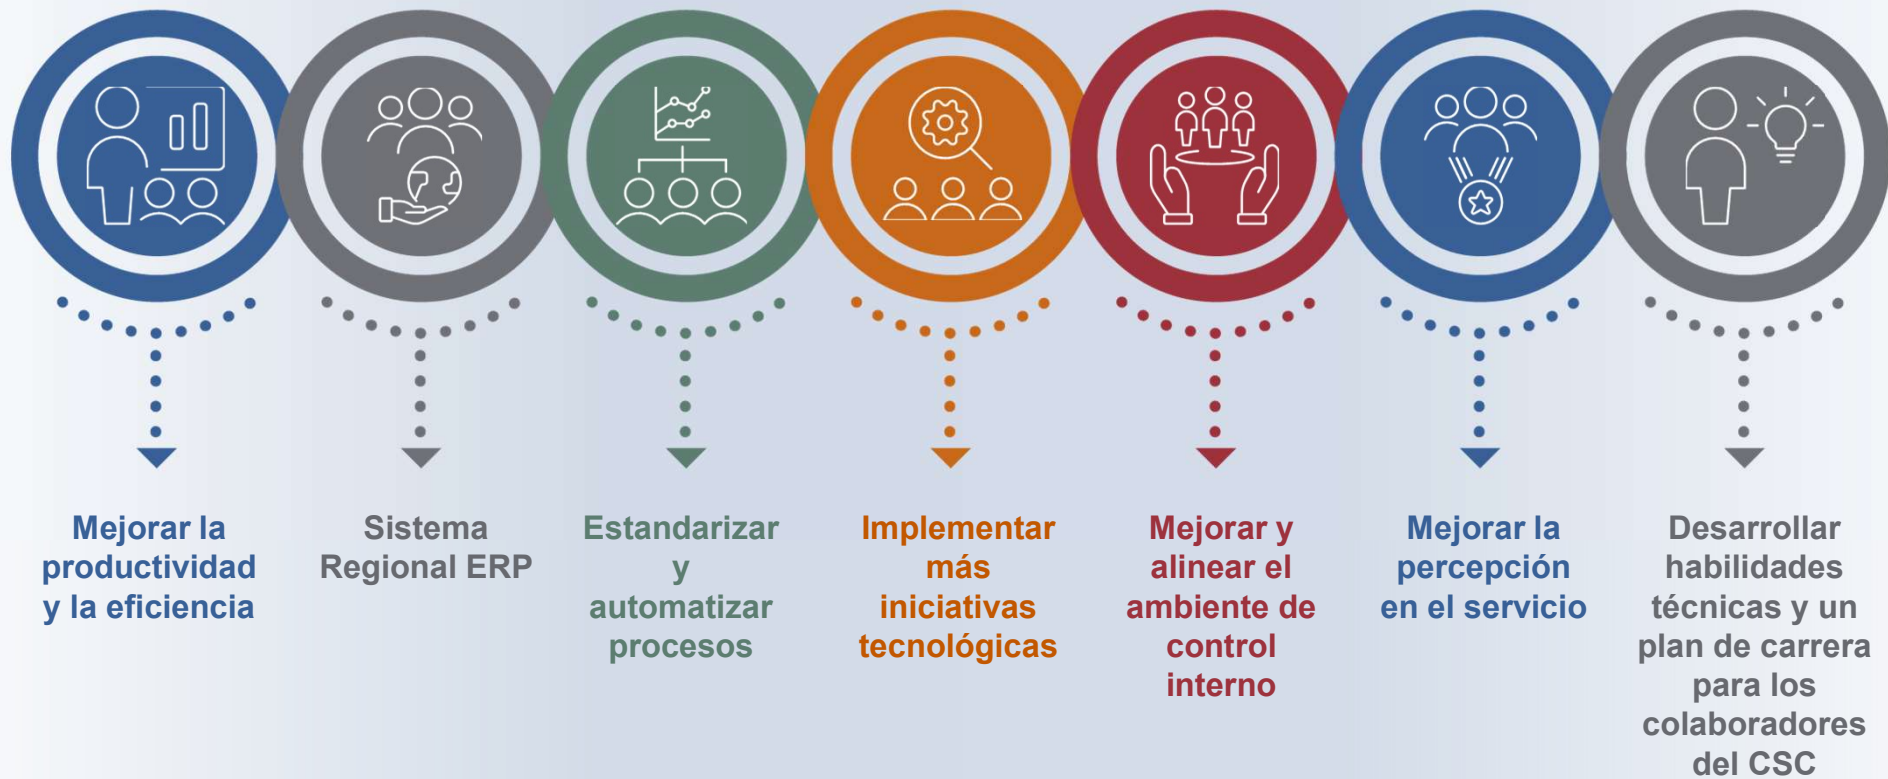 Mejorar la
productividad
y la eficiencia
Sistema
Regional ERP
Estandarizar
y
automatizar
procesos
Implementar
más
iniciativas
tecnológicas
Mejorar y
alinear el
ambiente de
control
interno
Mejorar la
percepción
en el servicio
Desarrollar
habilidades
técnicas y un
plan de carrera
para los
colaboradores
del CSC